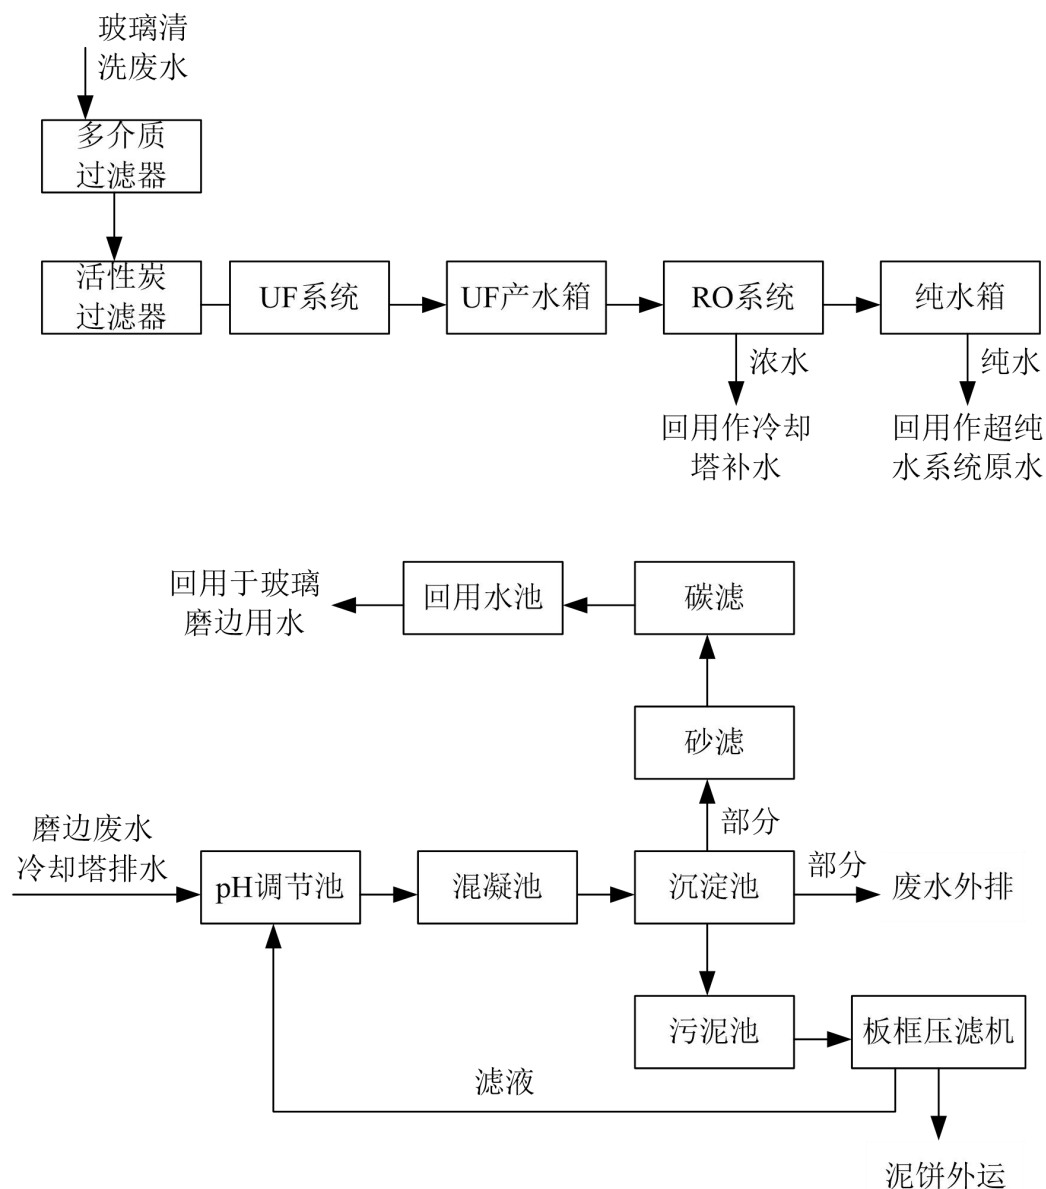 玻璃清
洗废水
多介质
过滤器
活性炭
过滤器
UF系统
UF产水箱
RO系统
纯水箱
浓水
纯水
回用作冷却
塔补水
回用作超纯
水系统原水
回用于玻璃
磨边用水
回用水池
碳滤
砂滤
部分
磨边废水
冷却塔排水
pH调节池
混凝池
沉淀池
部分
废水外排
污泥池
板框压滤机
滤液
泥饼外运